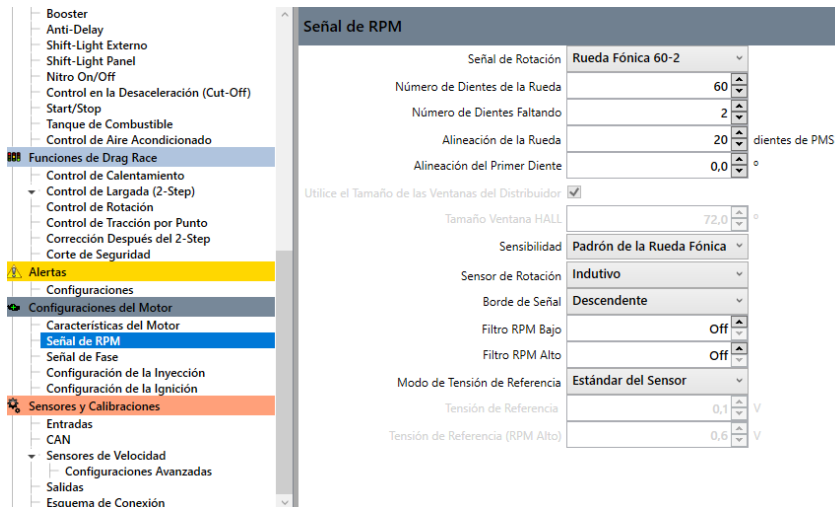 Booster
Anti-Delay
Shift-Light Externo
Shift-Light Panel
Nitro On/Off
Control en la Desaceleración (Cut-Off)
Start/Stop
Tanque de Combustible
Control de Aire Acondicionado
Funciones de Drag Race
Control de Calentamiento
Control de Largada (2-Step)
Control de Rotación
Control de Tracción por Punto
Corrección Después del 2-Step
Corte de Seguridad
Alertas
Configuraciones
Configuraciones del Motor
Características del Motor
Señal de RPM
Señal de Fase
Configuración de la Inyección
Configuración de la Ignición
Sensores y Calibraciones
Entradas
CAN
Sensores de Velocidad
Configuraciones Avanzadas
Salidas
Esquema de Conexión
Señal de RPM
Señal de Rotación Rueda Fónica 60-2
Número de Dientes de la Rueda 60
Número de Dientes Faltando 2
Alineación de la Rueda 20 dientes de PMS
Alineación del Primer Diente 0,0 º
Utilice el Tamaño de las Ventanas del Distribuidor
Tamaño Ventana HALL 72,0 º
Sensibilidad Padrón de la Rueda Fónica
Sensor de Rotación Indutivo
Borde de Señal Descendente
Filtro RPM Bajo Off
Filtro RPM Alto Off
Modo de Tensión de Referencia Estándar del Sensor
Tensión de Referencia 0,1 V
Tensión de Referencia (RPM Alto) 0,6 V